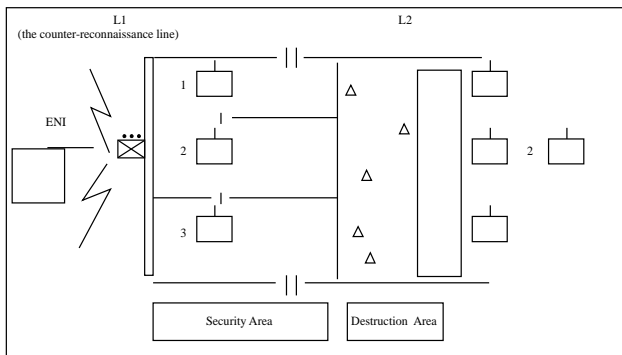 L1
(the counter-reconnaissance line)
L2
ENI
1
2
3
2
Security Area
Destruction Area